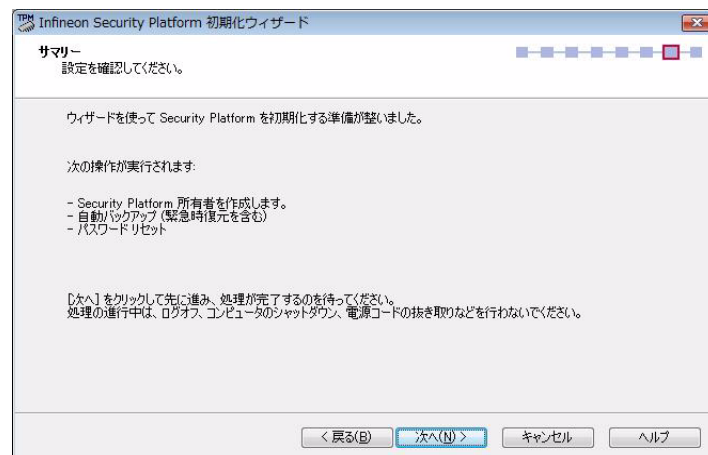 TPM
Infineon Security Platform 初期化ウィザード
サマリー
設定を確認してください。
ウィザードを使って Security Platform を初期化する準備が整いました。
次の操作が実行されます:
- Security Platform 所有者を作成します。
- 自動バックアップ (緊急時復元を含む)
- パスワード リセット
[次へ] をクリックして先に進み、処理が完了するのを待ってください。
処理の進行中は、ログオフ、コンピュータのシャットダウン、電源コードの抜き取りなどを行わないでください。
< 戻る(B)
次へ(N) >
キャンセル
ヘルプ